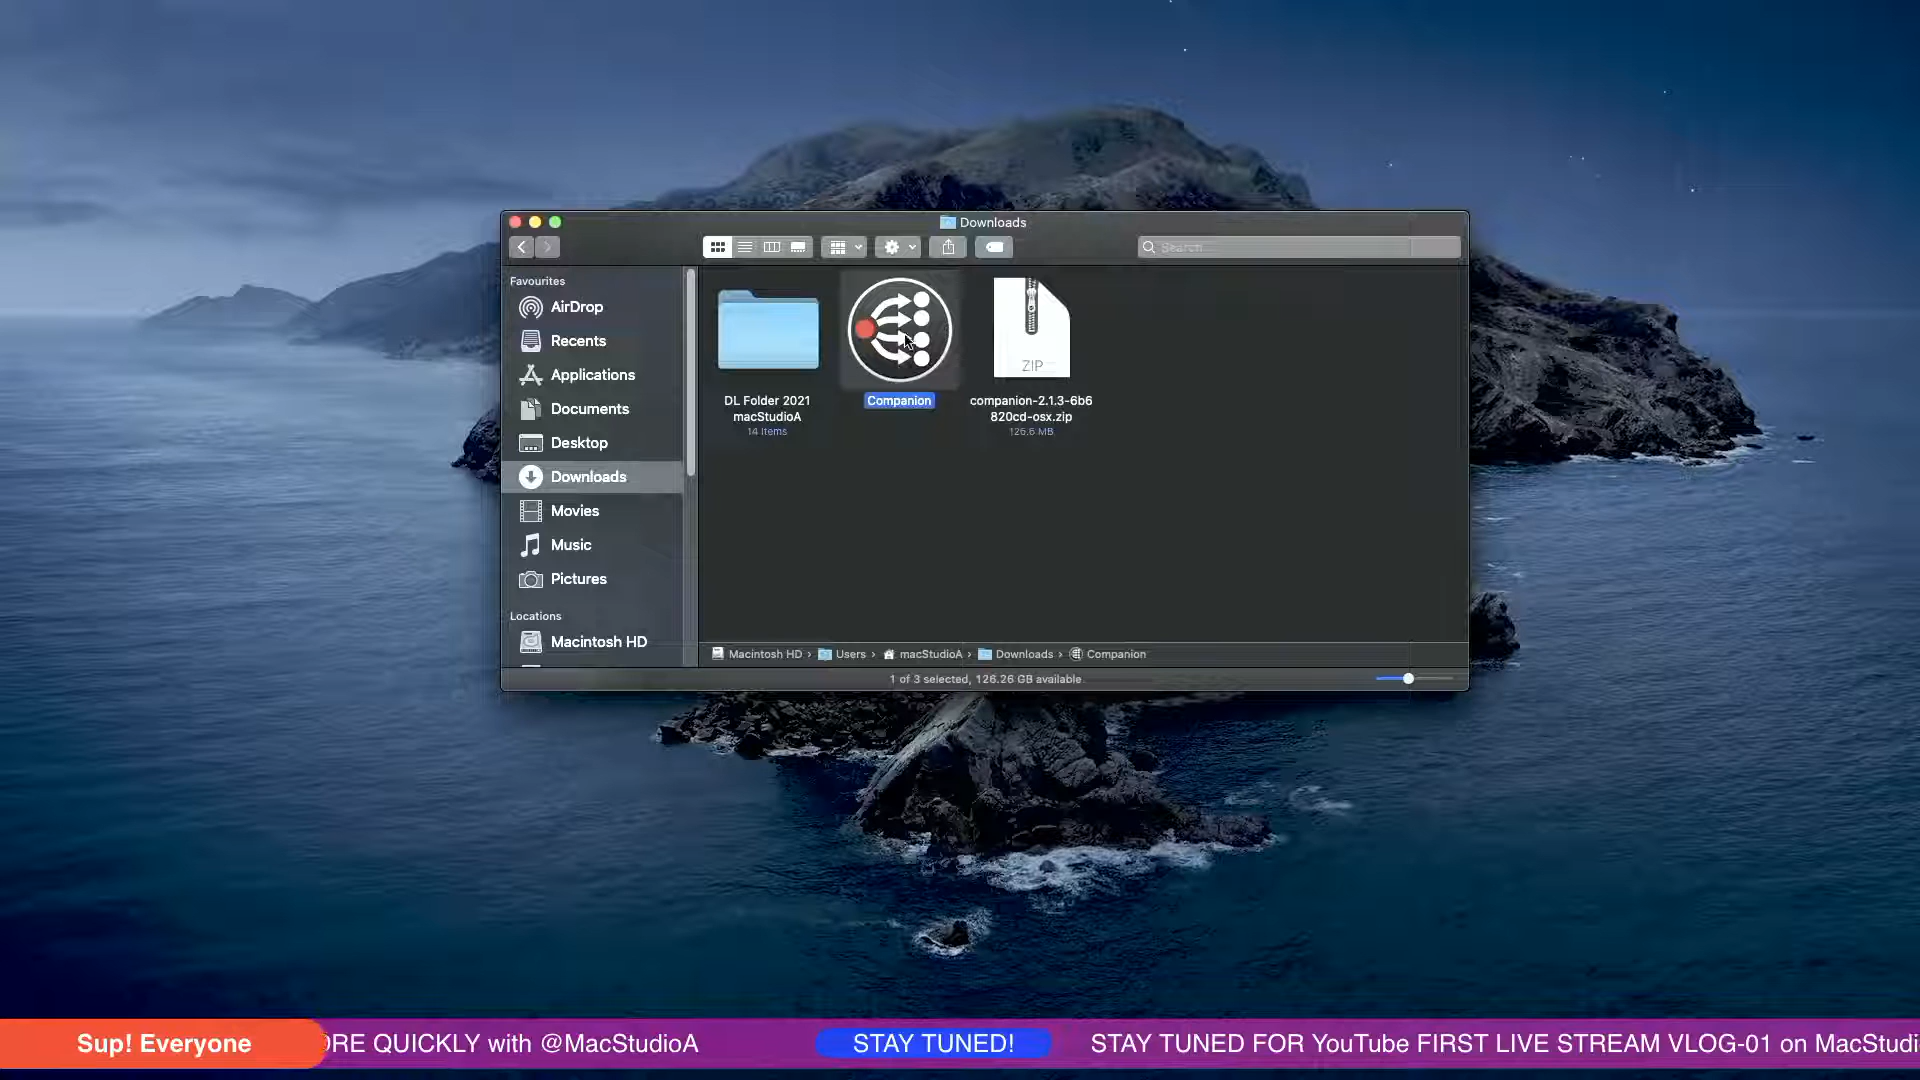 Downloads
Search
Favourites
AirDrop
Recents
Applications
Documents
Desktop
Downloads
Movies
Music
Pictures
Locations
Macintosh HD
DL Folder 2021
macStudioA
14 items
Companion
ZIP
companion-2.1.3-6b6
820cd-osx.zip
125.6 MB
Macintosh HD › Users › macStudioA › Downloads › Companion
1 of 3 selected, 126.26 GB available
Sup! Everyone
ORE QUICKLY with @MacStudioA
STAY TUNED!
STAY TUNED FOR YouTube FIRST LIVE STREAM VLOG-01 on MacStudi